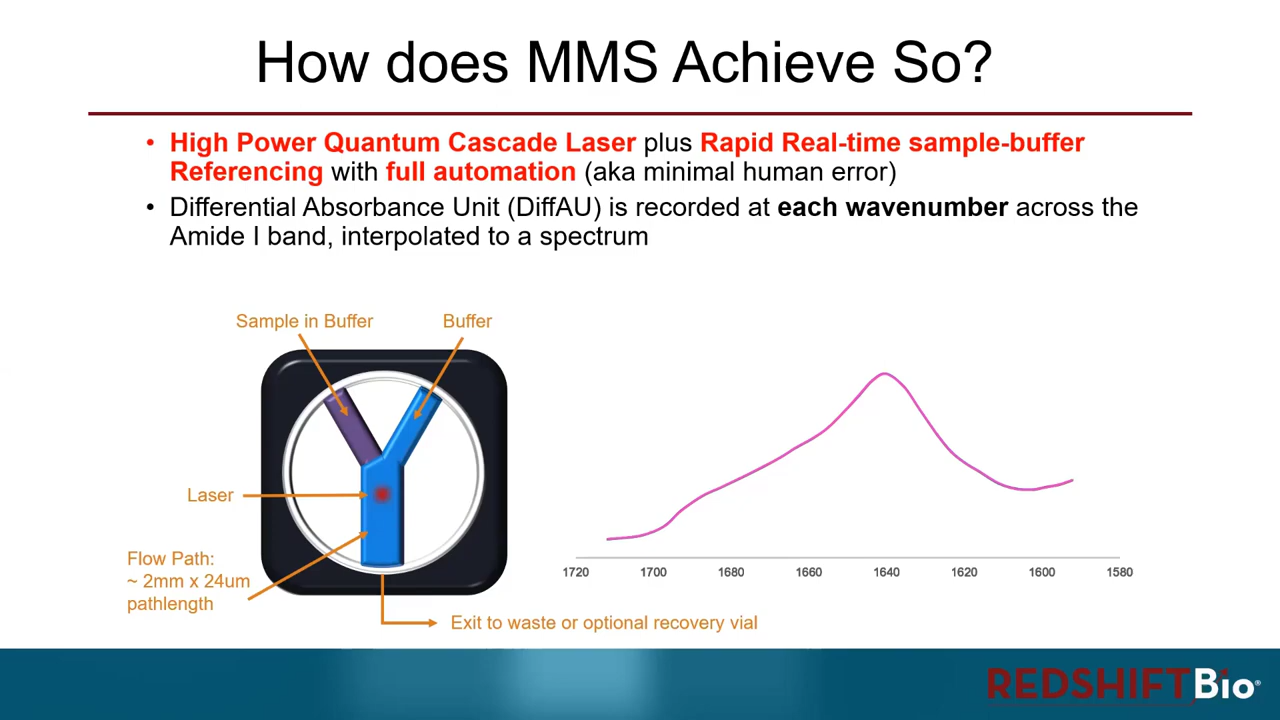 How does MMS Achieve So?
• High Power Quantum Cascade Laser plus Rapid Real-time sample-buffer
Referencing with full automation (aka minimal human error)
• Differential Absorbance Unit (DiffAU) is recorded at each wavenumber across the
Amide I band, interpolated to a spectrum
Sample in Buffer
Buffer
Laser
Flow Path:
~ 2mm x 24um
pathlength
Exit to waste or optional recovery vial
1720 1700 1680 1660 1640 1620 1600 1580
REDSHIFTBio®